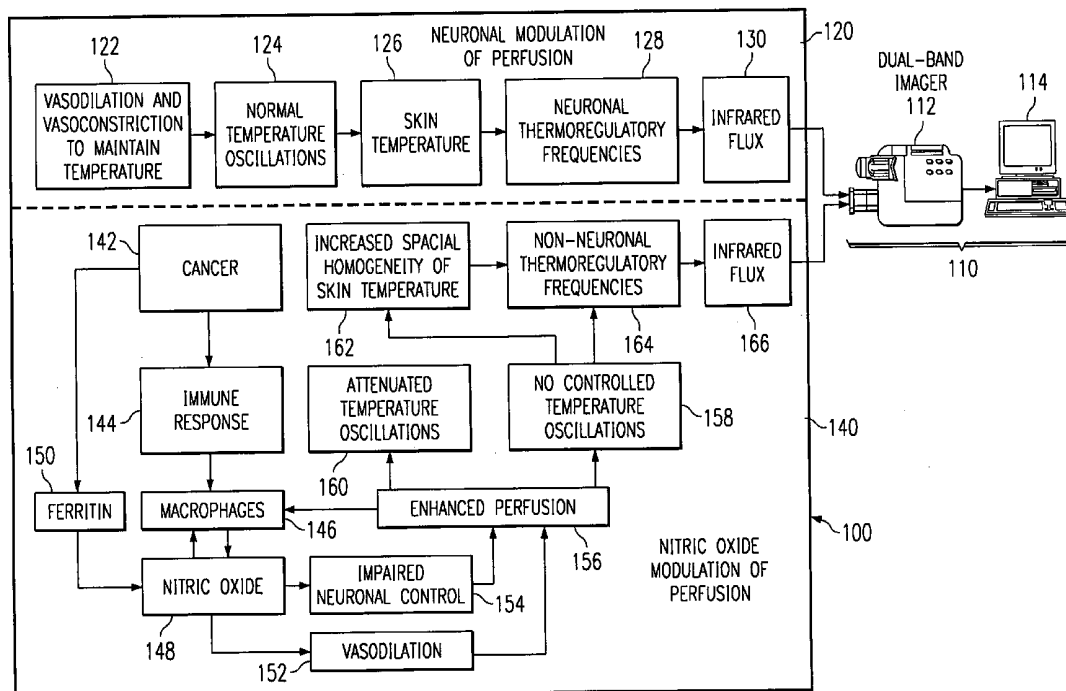 NEURONAL MODULATION
OF PERFUSION
122
124
126
128
130
120
VASODILATION AND
VASOCONSTRICTION
TO MAINTAIN
TEMPERATURE
NORMAL
TEMPERATURE
OSCILLATIONS
SKIN
TEMPERATURE
NEURONAL
THERMOREGULATORY
FREQUENCIES
INFRARED
FLUX
DUAL-BAND
IMAGER
112
114
110
142
CANCER
INCREASED SPACIAL
HOMOGENEITY OF
SKIN TEMPERATURE
162
NON-NEURONAL
THERMOREGULATORY
FREQUENCIES
164
INFRARED
FLUX
166
144
IMMUNE
RESPONSE
ATTENUATED
TEMPERATURE
OSCILLATIONS
160
NO CONTROLLED
TEMPERATURE
OSCILLATIONS
158
140
150
FERRITIN
MACROPHAGES
146
ENHANCED PERFUSION
156
100
NITRIC OXIDE
148
IMPAIRED
NEURONAL CONTROL
154
NITRIC OXIDE
MODULATION OF
PERFUSION
152
VASODILATION